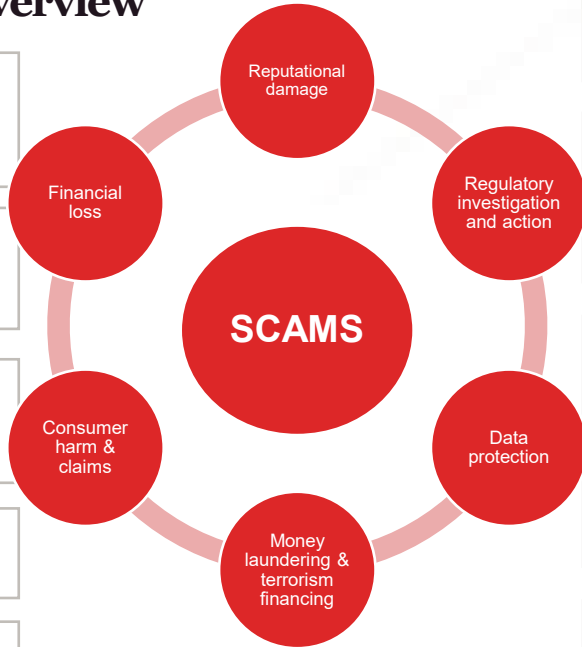 verview
Reputational
damage
Regulatory
investigation
and action
Data
protection
Money
laundering &
terrorism
financing
Consumer
harm &
claims
Financial
loss
SCAMS